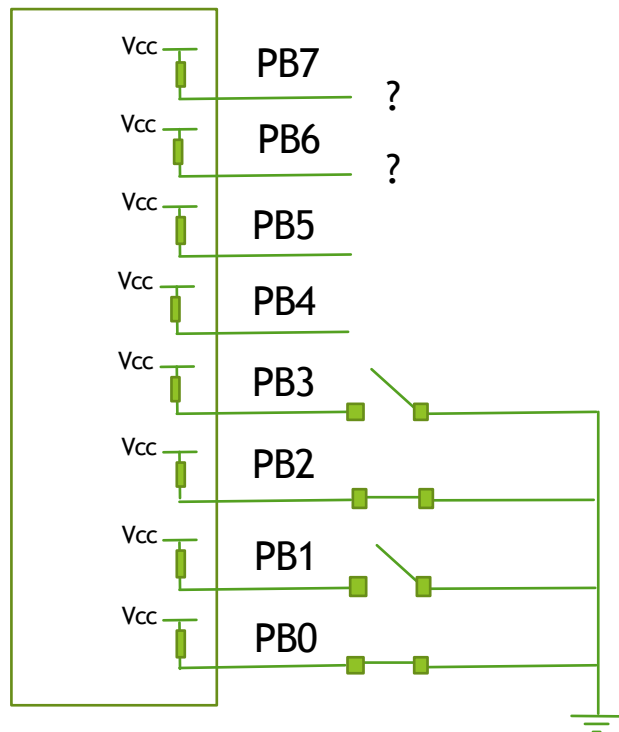 Vcc PB7
?
Vcc PB6
?
Vcc PB5
Vcc PB4
Vcc PB3
Vcc PB2
Vcc PB1
Vcc PB0